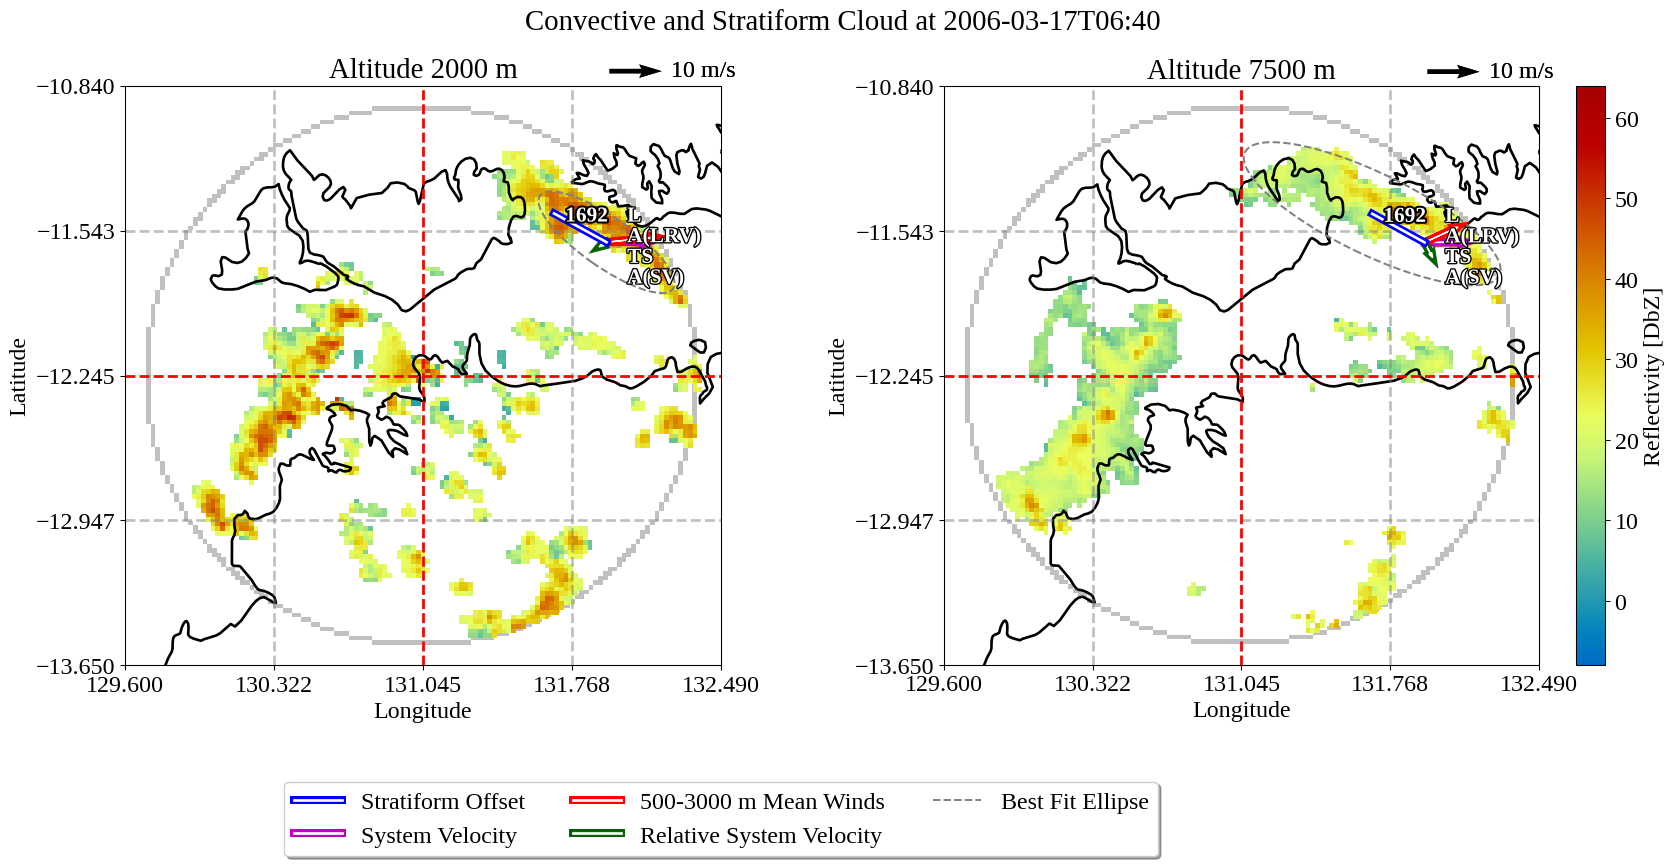 Convective and Stratiform Cloud at 2006-03-17T06:40
Altitude 2000 m
10 m/s
Altitude 7500 m
10 m/s
−10.840
−11.543
−12.245
−12.947
−13.650
Latitude
129.600
130.322
131.045
131.768
132.490
Longitude
1692
L
A(LRV)
TS
A(SV)
−10.840
−11.543
−12.245
−12.947
−13.650
Latitude
129.600
130.322
131.045
131.768
132.490
Longitude
1692
L
A(LRV)
TS
A(SV)
60
50
40
30
20
10
0
Reflectivity [DbZ]
Stratiform Offset
System Velocity
500-3000 m Mean Winds
Relative System Velocity
Best Fit Ellipse